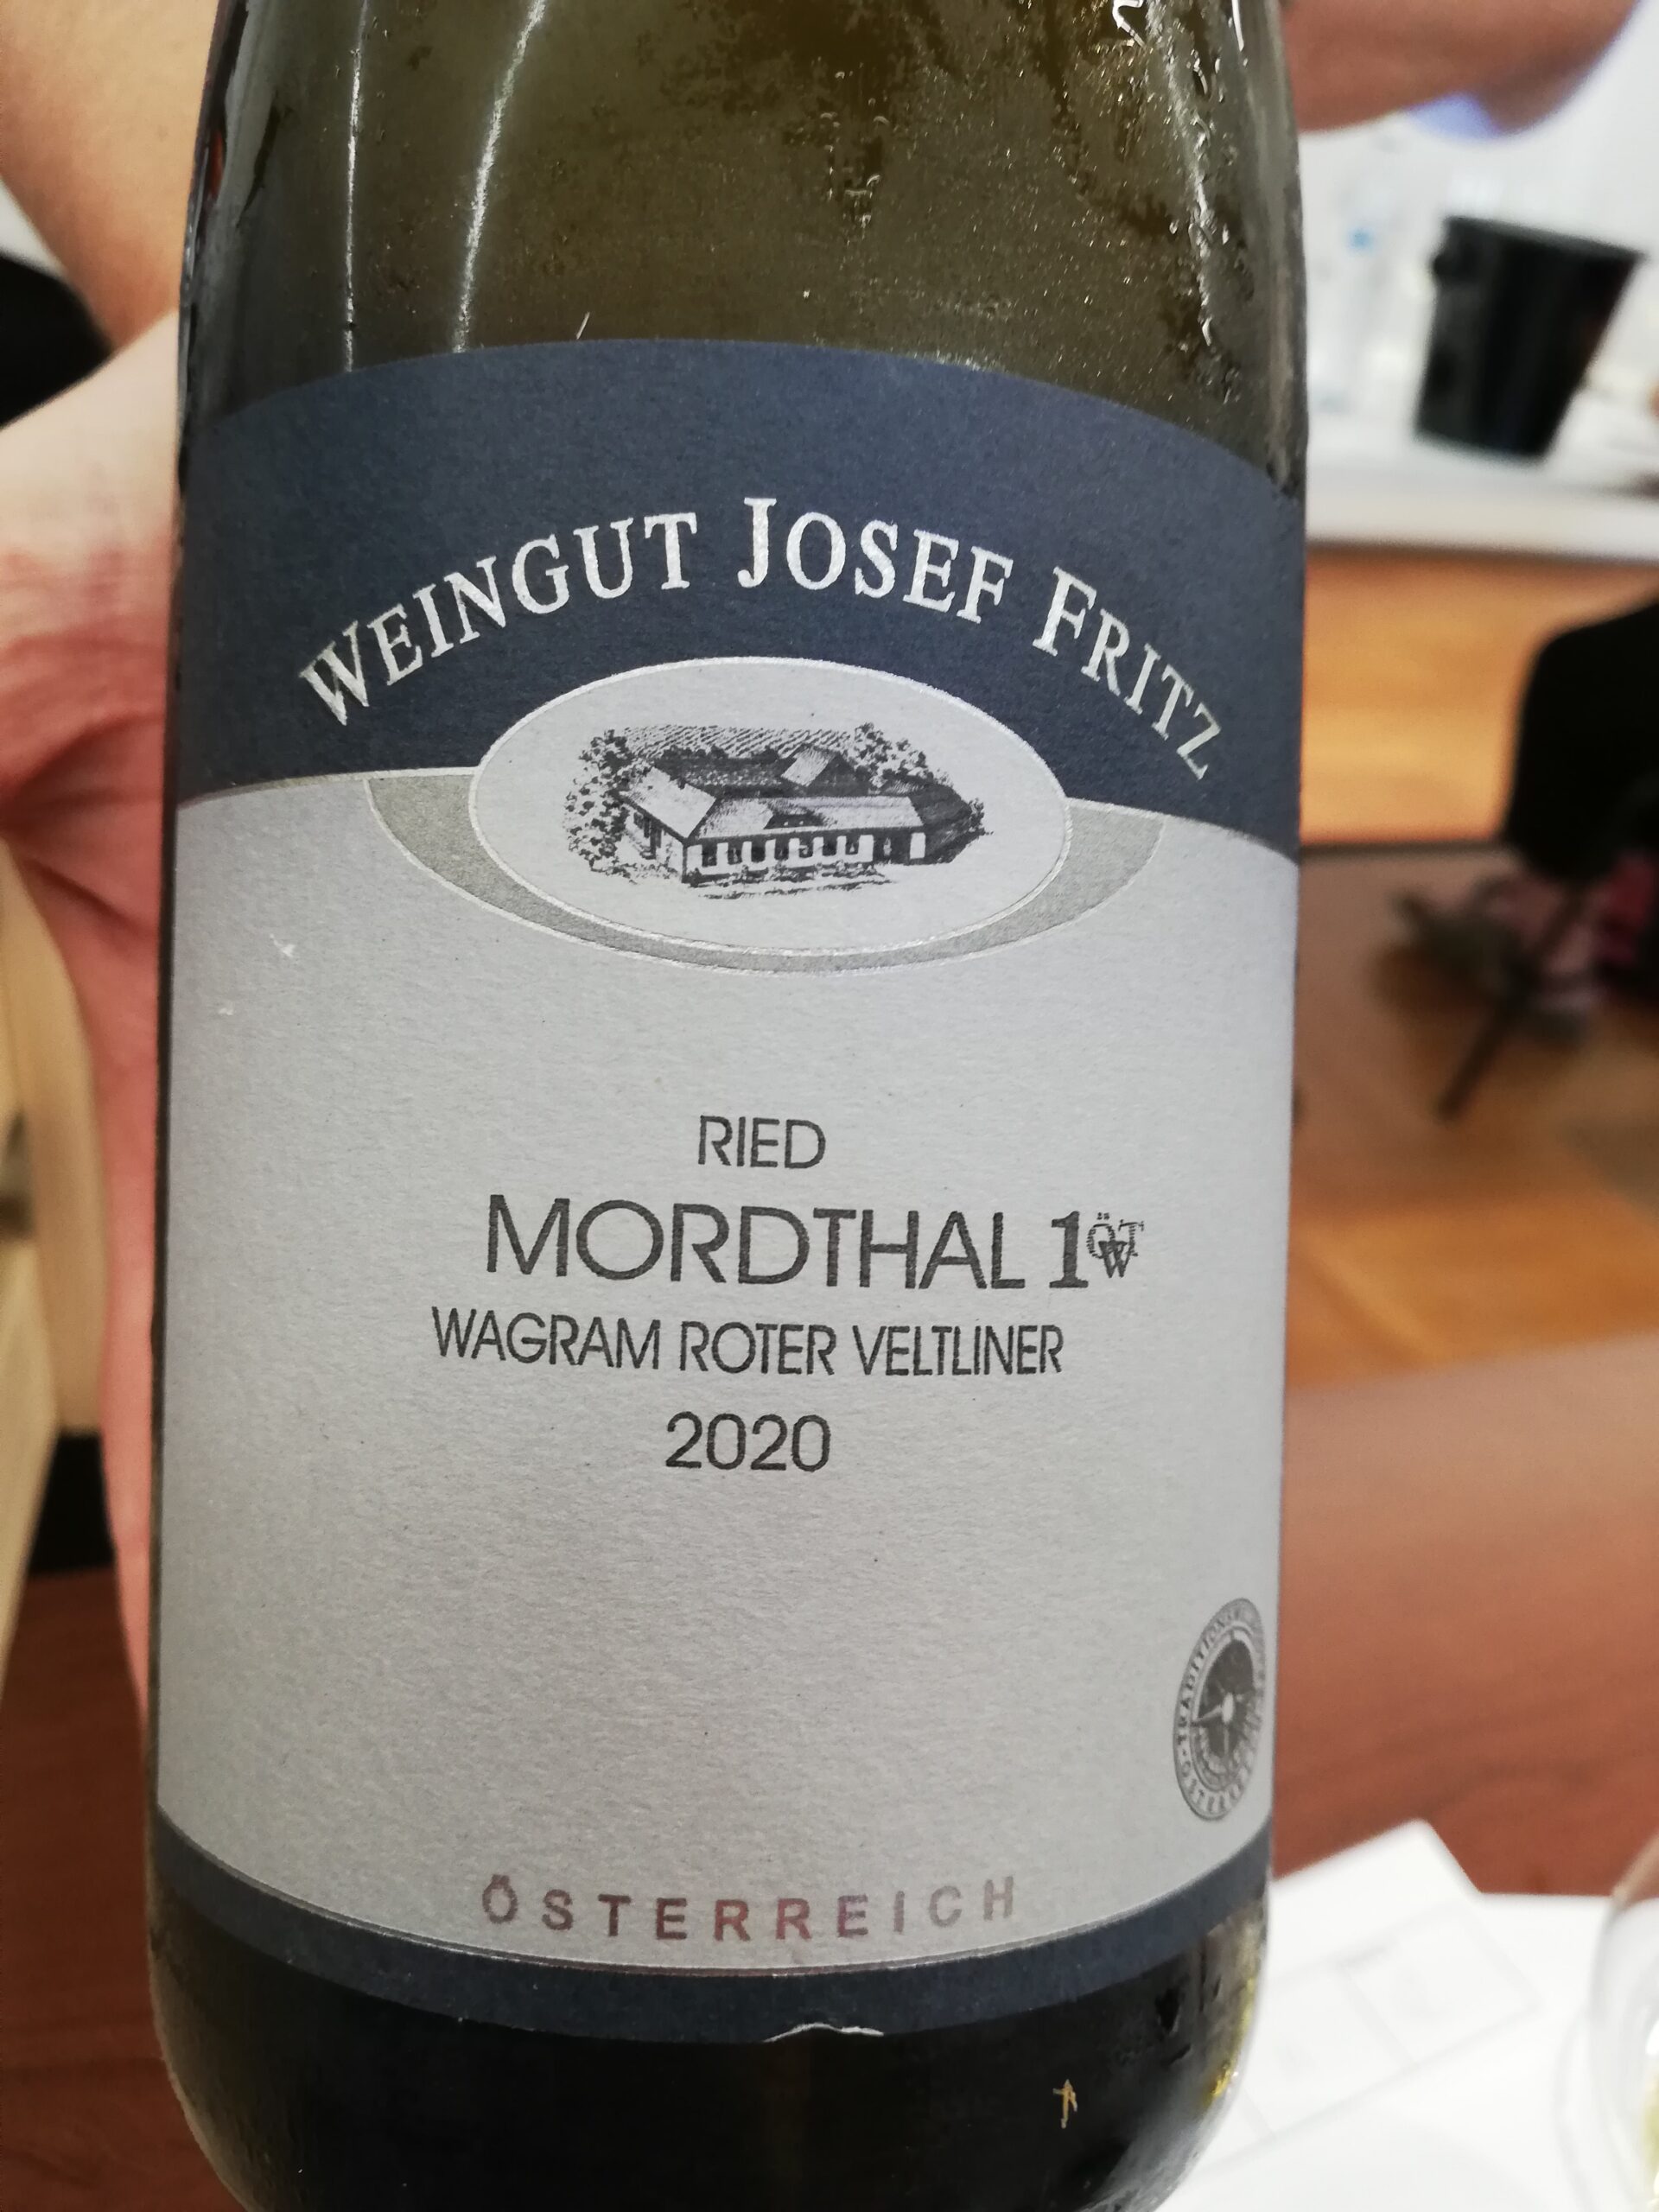 WEINGUT JOSEF FRITZ
RIED
MORDTHAL 1ÖTW
WAGRAM ROTER VELTLINER
2020
ÖSTERREICH